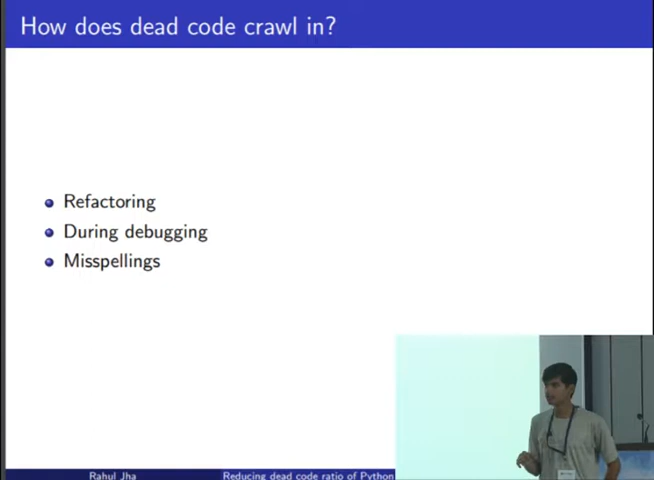 How does dead code crawl in?
Refactoring
During debugging
Misspellings
Rahul Jha
Reducing dead code ratio of Python